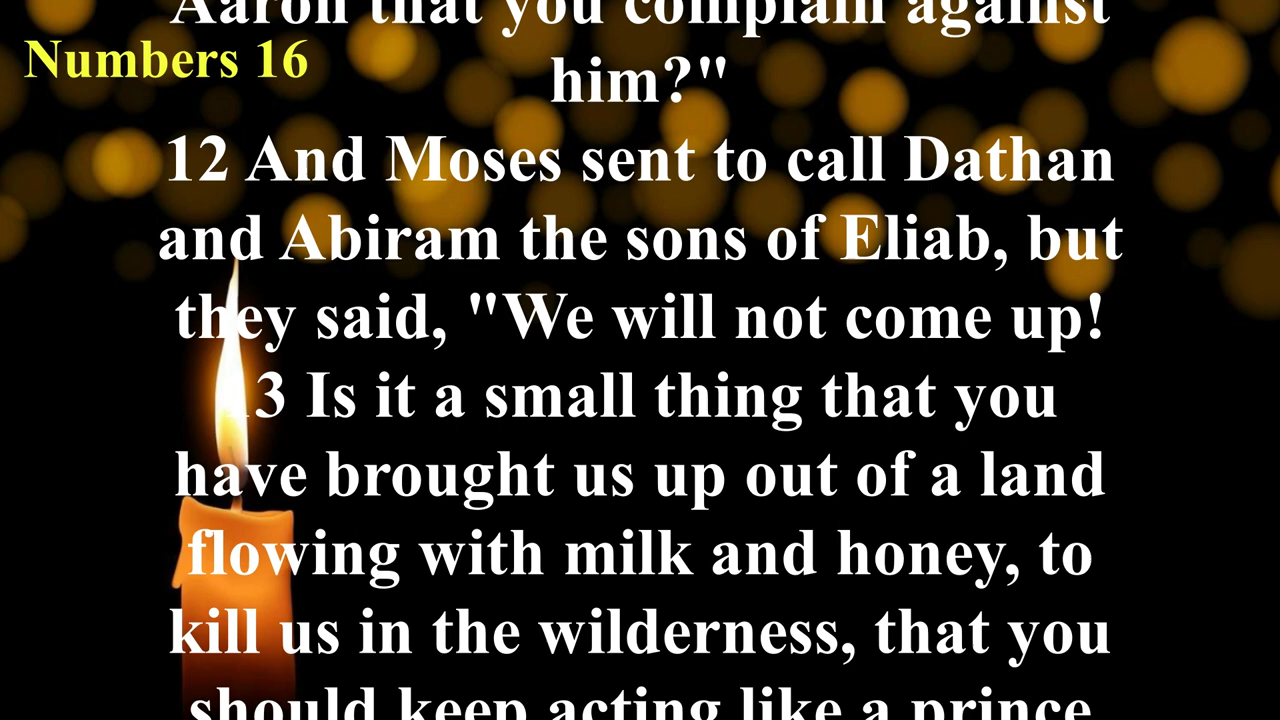 Aaron that you complain against
Numbers 16
him?"
12 And Moses sent to call Dathan
and Abiram the sons of Eliab, but
they said, "We will not come up!
13 Is it a small thing that you
have brought us up out of a land
flowing with milk and honey, to
kill us in the wilderness, that you
should keep acting like a prince